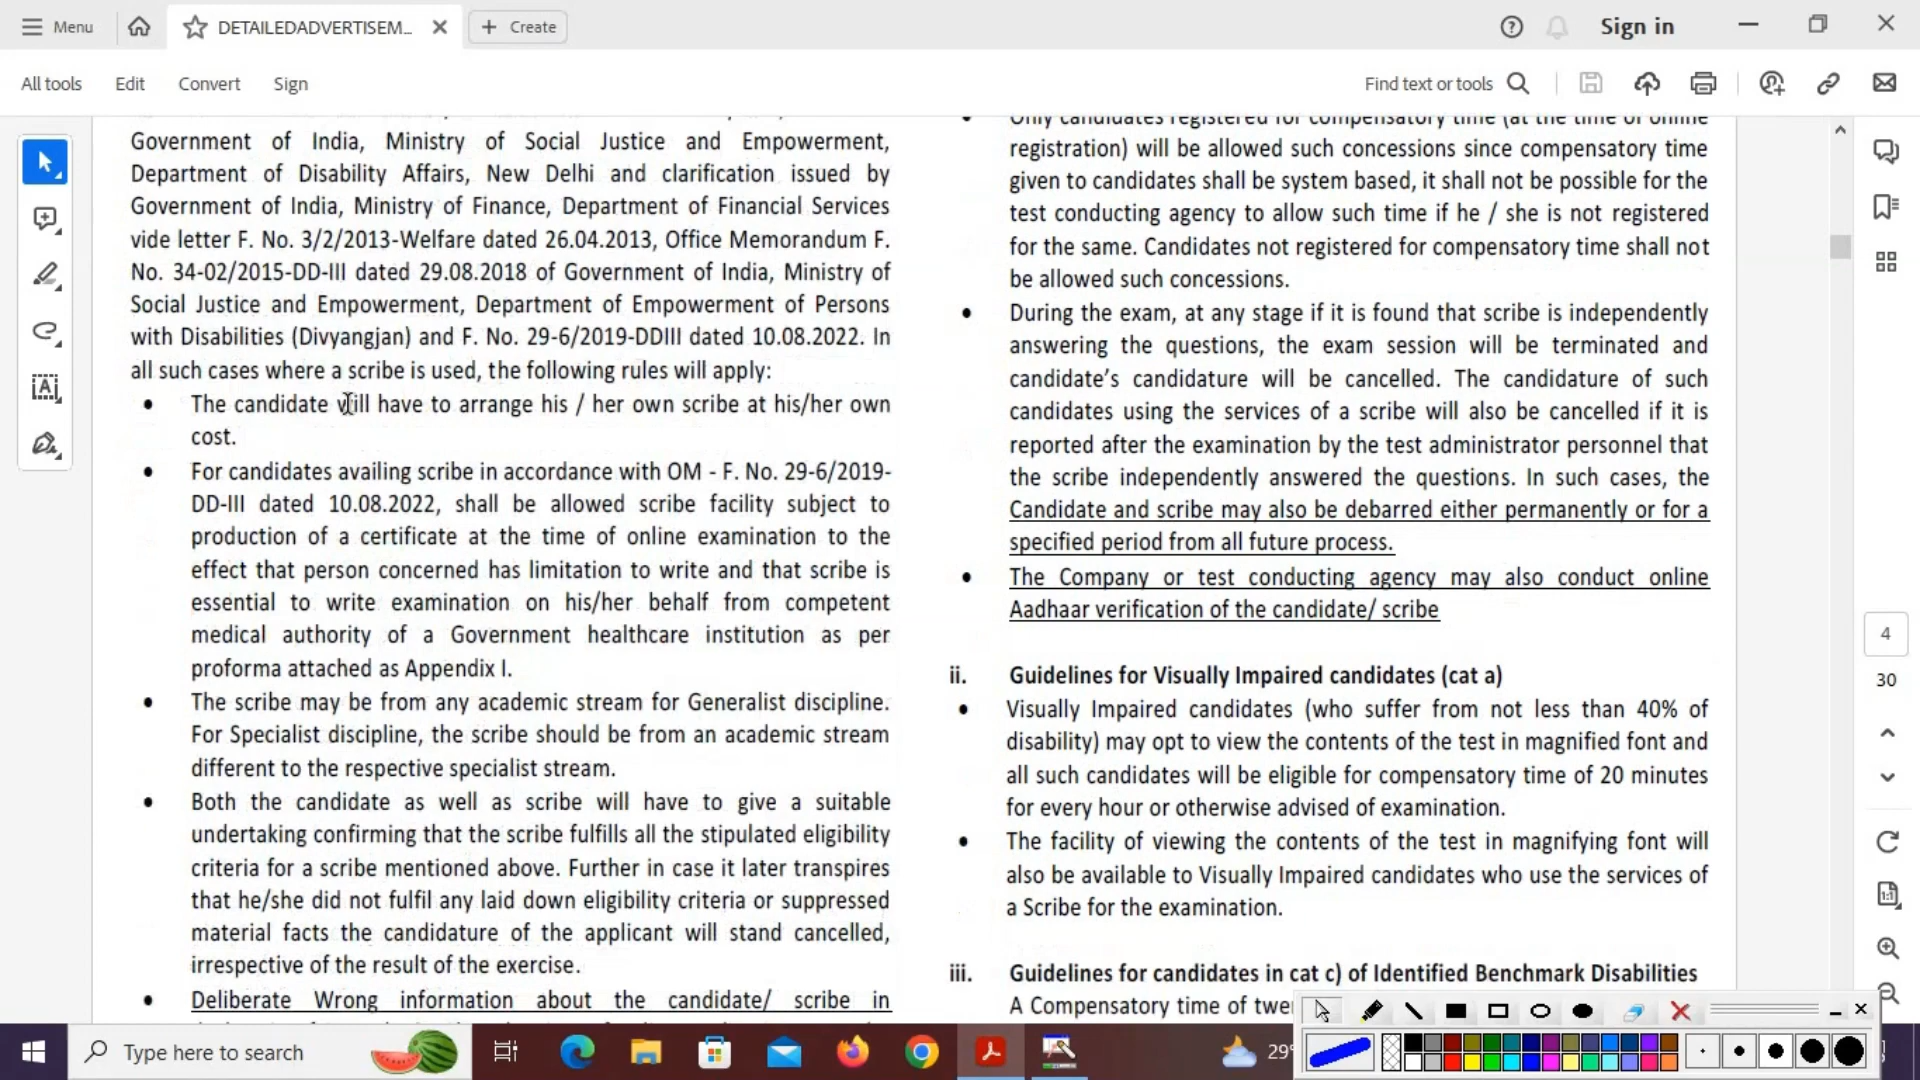 Menu
DETAILEDADVERTISEM...
Create
Sign in
All tools
Edit
Convert
Sign
Find text or tools
Government of India, Ministry of Social Justice and Empowerment,
Department of Disability Affairs, New Delhi and clarification issued by
Government of India, Ministry of Finance, Department of Financial Services
vide letter F. No. 3/2/2013-Welfare dated 26.04.2013, Office Memorandum F.
No. 34-02/2015-DD-III dated 29.08.2018 of Government of India, Ministry of
Social Justice and Empowerment, Department of Empowerment of Persons
with Disabilities (Divyangjan) and F. No. 29-6/2019-DDIII dated 10.08.2022. In
all such cases where a scribe is used, the following rules will apply:
• The candidate will have to arrange his / her own scribe at his/her own
cost.
• For candidates availing scribe in accordance with OM - F. No. 29-6/2019-
DD-III dated 10.08.2022, shall be allowed scribe facility subject to
production of a certificate at the time of online examination to the
effect that person concerned has limitation to write and that scribe is
essential to write examination on his/her behalf from competent
medical authority of a Government healthcare institution as per
proforma attached as Appendix I.
• The scribe may be from any academic stream for Generalist discipline.
For Specialist discipline, the scribe should be from an academic stream
different to the respective specialist stream.
• Both the candidate as well as scribe will have to give a suitable
undertaking confirming that the scribe fulfills all the stipulated eligibility
criteria for a scribe mentioned above. Further in case it later transpires
that he/she did not fulfil any laid down eligibility criteria or suppressed
material facts the candidature of the applicant will stand cancelled,
irrespective of the result of the exercise.
• Deliberate Wrong information about the candidate/ scribe in
• Only candidates registered for compensatory time (at the time of online
registration) will be allowed such concessions since compensatory time
given to candidates shall be system based, it shall not be possible for the
test conducting agency to allow such time if he / she is not registered
for the same. Candidates not registered for compensatory time shall not
be allowed such concessions.
• During the exam, at any stage if it is found that scribe is independently
answering the questions, the exam session will be terminated and
candidate's candidature will be cancelled. The candidature of such
candidates using the services of a scribe will also be cancelled if it is
reported after the examination by the test administrator personnel that
the scribe independently answered the questions. In such cases, the
Candidate and scribe may also be debarred either permanently or for a
specified period from all future process.
• The Company or test conducting agency may also conduct online
Aadhaar verification of the candidate/ scribe
ii. Guidelines for Visually Impaired candidates (cat a)
• Visually Impaired candidates (who suffer from not less than 40% of
disability) may opt to view the contents of the test in magnified font and
all such candidates will be eligible for compensatory time of 20 minutes
for every hour or otherwise advised of examination.
• The facility of viewing the contents of the test in magnifying font will
also be available to Visually Impaired candidates who use the services of
a Scribe for the examination.
iii. Guidelines for candidates in cat c) of Identified Benchmark Disabilities
A Compensatory time of
4
30
1:1
Type here to search
29°